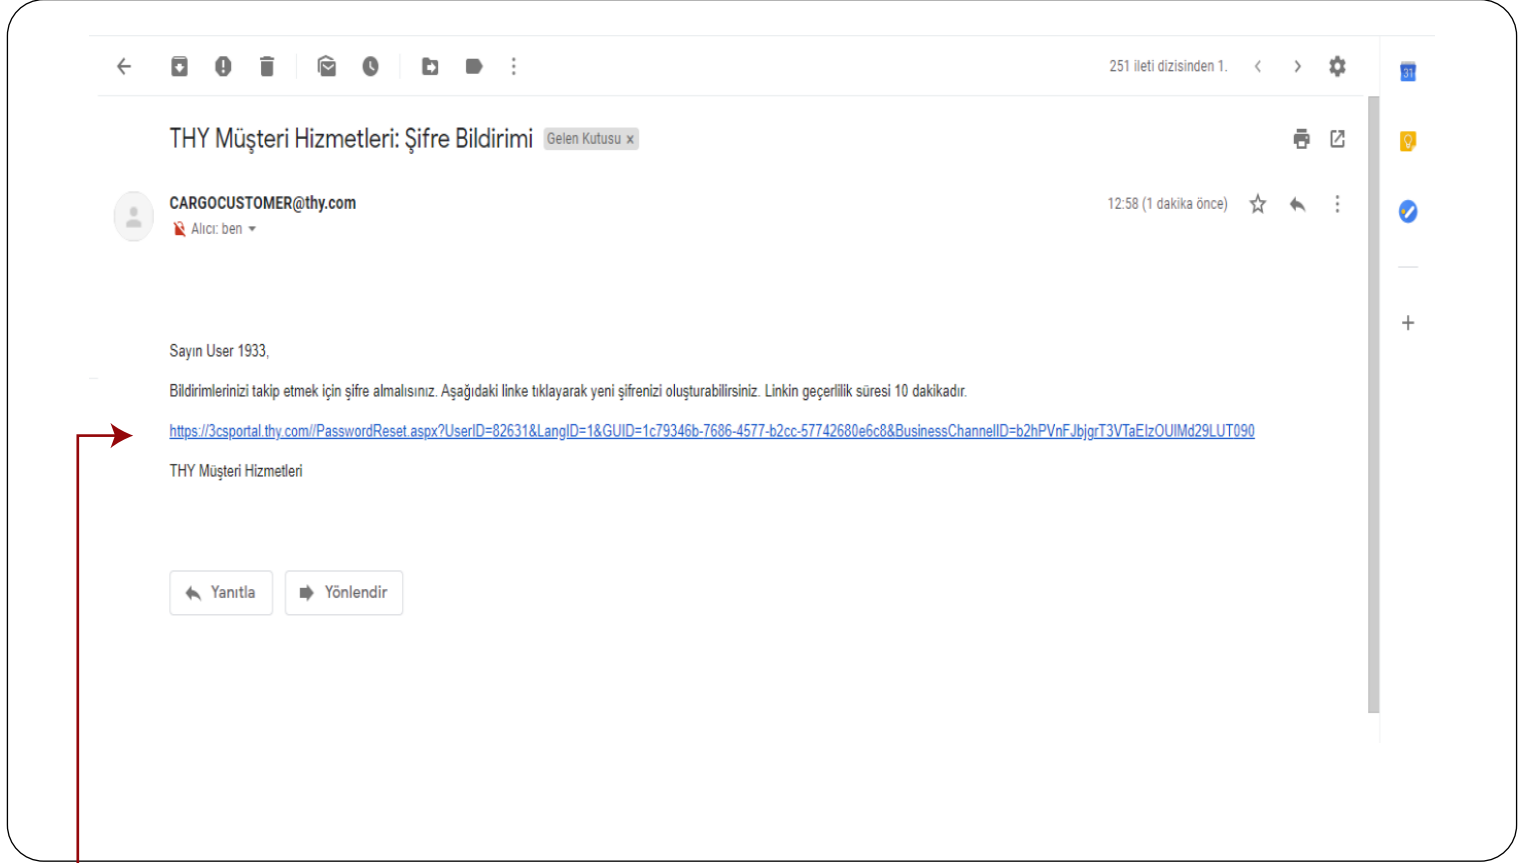 251 ileti dizisinden 1.
31
THY Müşteri Hizmetleri: Şifre Bildirimi Gelen Kutusu x
CARGOCUSTOMER@thy.com
12:58 (1 dakika önce)
Alıcı: ben
Sayın User 1933,
Bildirimlerinizi takip etmek için şifre almalısınız. Aşağıdaki linke tıklayarak yeni şifrenizi oluşturabilirsiniz. Linkin geçerlilik süresi 10 dakikadır.
https://3csportal.thy.com//PasswordReset.aspx?UserID=82631&LangID=1&GUID=1c79346b-7686-4577-b2cc-57742680e6c8&BusinessChannelID=b2hPVnFJbjgrT3VTaElzOUlMd29LUT090
THY Müşteri Hizmetleri
Yanıtla
Yönlendir